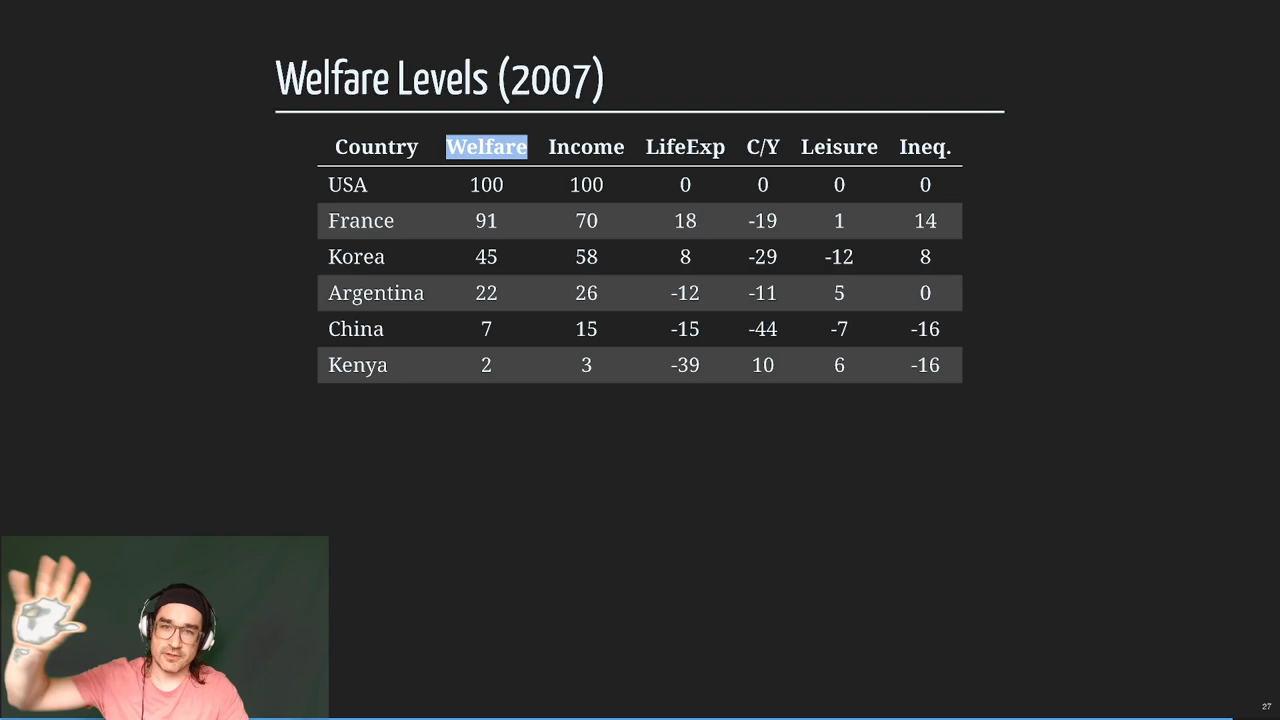 Welfare Levels (2007)
Country Welfare Income LifeExp C/Y Leisure Ineq.
USA 100 100 0 0 0 0
France 91 70 18 -19 1 14
Korea 45 58 8 -29 -12 8
Argentina 22 26 -12 -11 5 0
China 7 15 -15 -44 -7 -16
Kenya 2 3 -39 10 6 -16
27